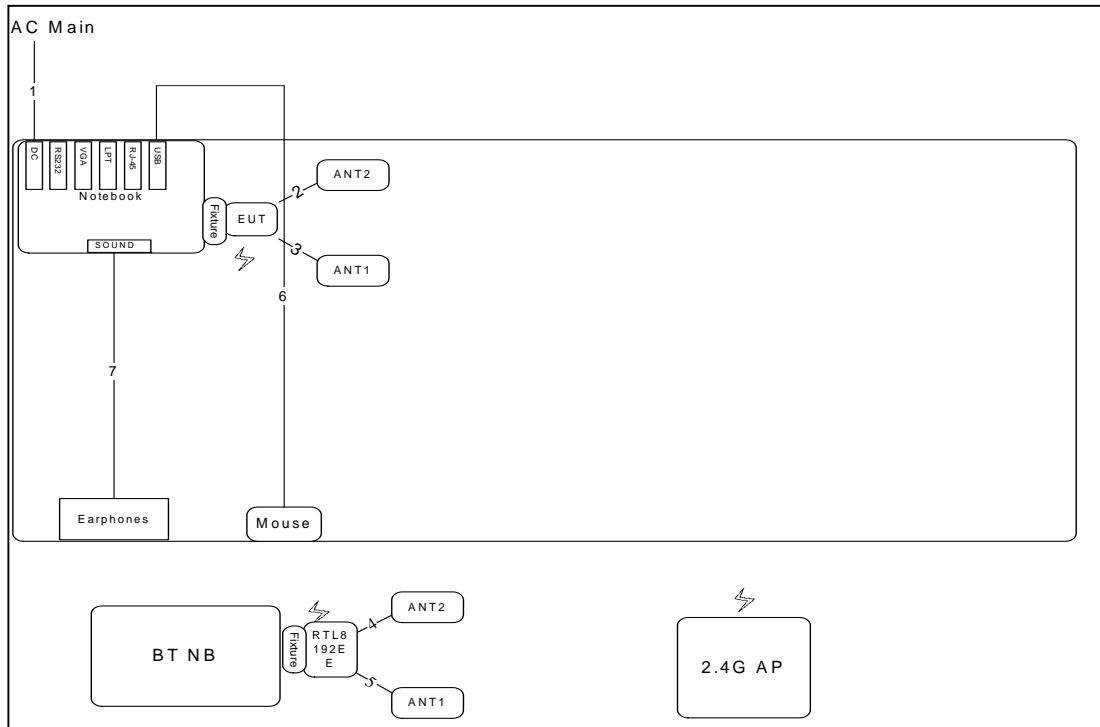 AC Main
1
DC
RS232
VGA
LPT
RJ-45
USB
Notebook
SOUND
Fixture
EUT
2
ANT2
3
ANT1
6
7
Earphones
Mouse
BT NB
Fixture
RTL8
192E
E
4
ANT2
5
ANT1
2.4G AP